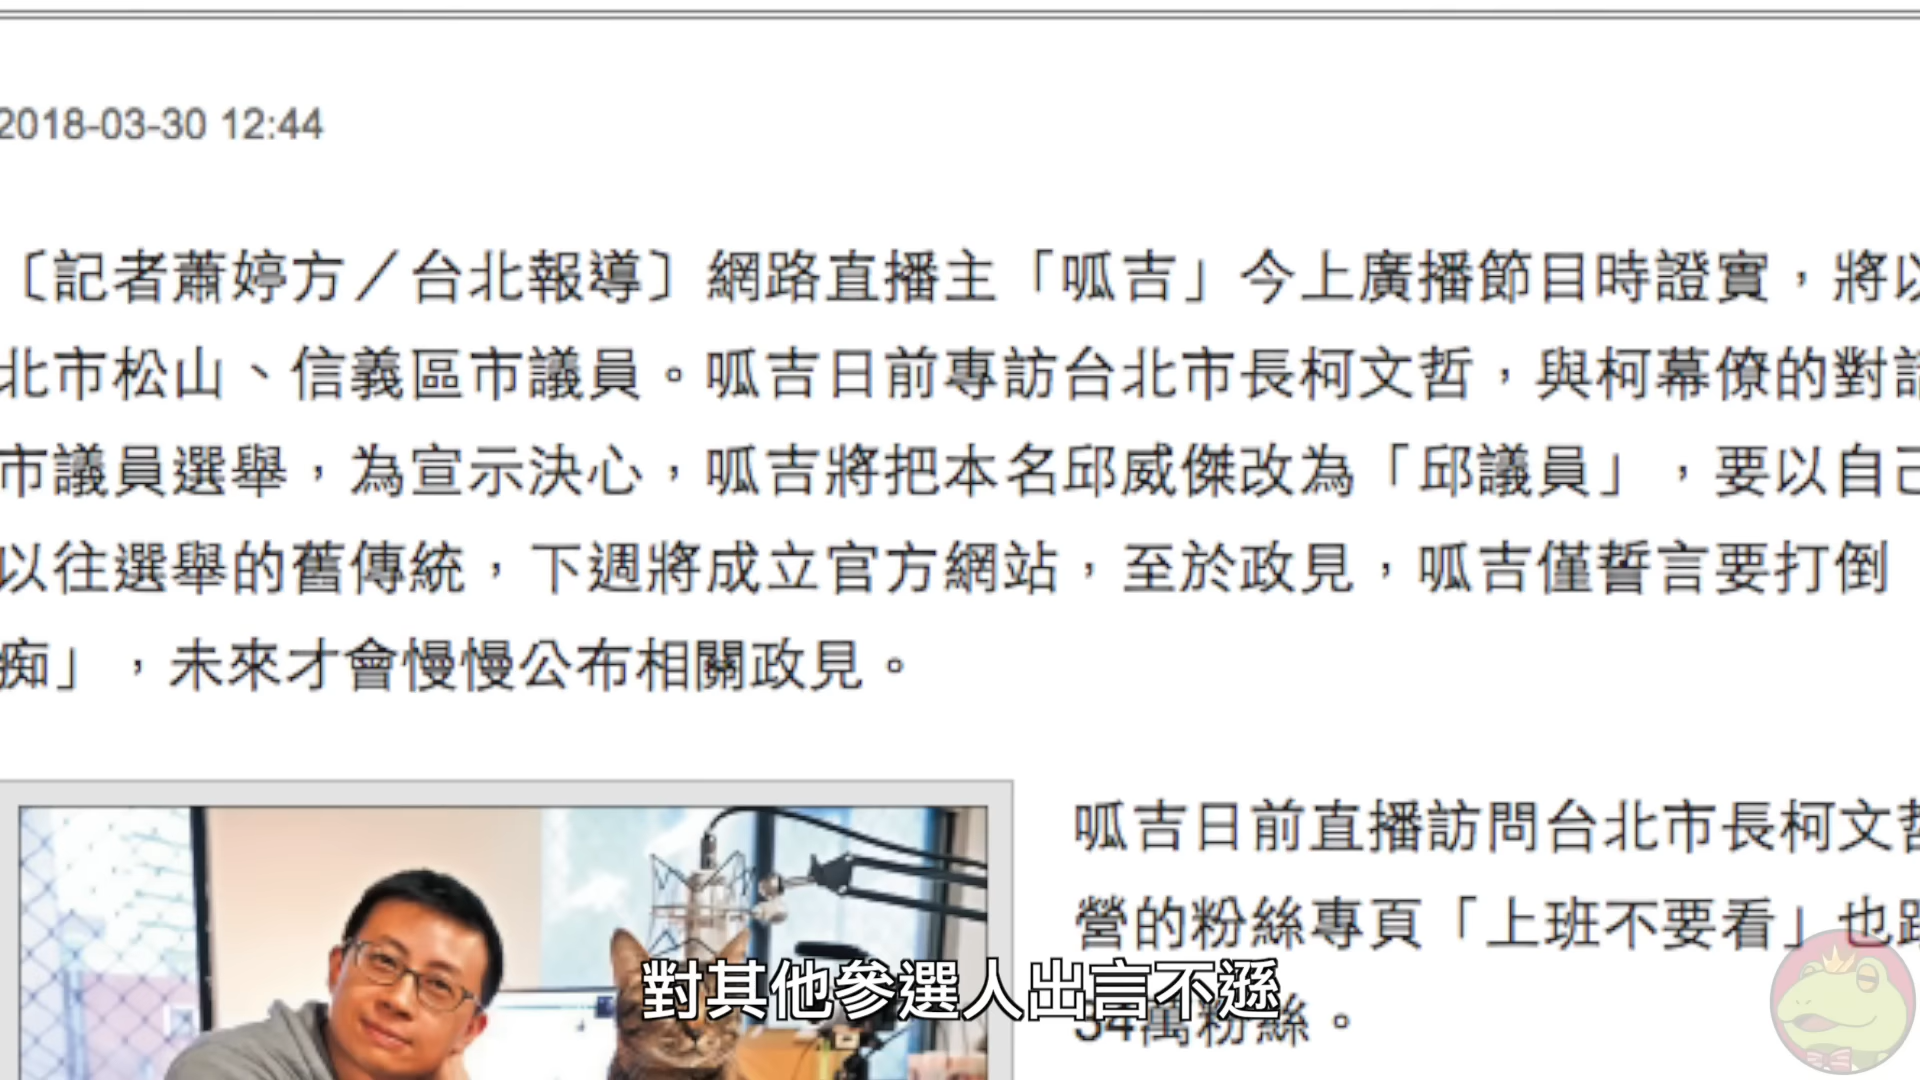 2018-03-30 12:44
〔記者蕭婷方／台北報導〕網路直播主「呱吉」今上廣播節目時證實，將以
北市松山、信義區市議員。呱吉日前專訪台北市長柯文哲，與柯幕僚的對話
市議員選舉，為宣示決心，呱吉將把本名邱威傑改為「邱議員」，要以自己
以往選舉的舊傳統，下週將成立官方網站，至於政見，呱吉僅誓言要打倒
痴」，未來才會慢慢公布相關政見。
呱吉日前直播訪問台北市長柯文哲
營的粉絲專頁「上班不要看」也
34萬粉絲。
對其他參選人出言不遜